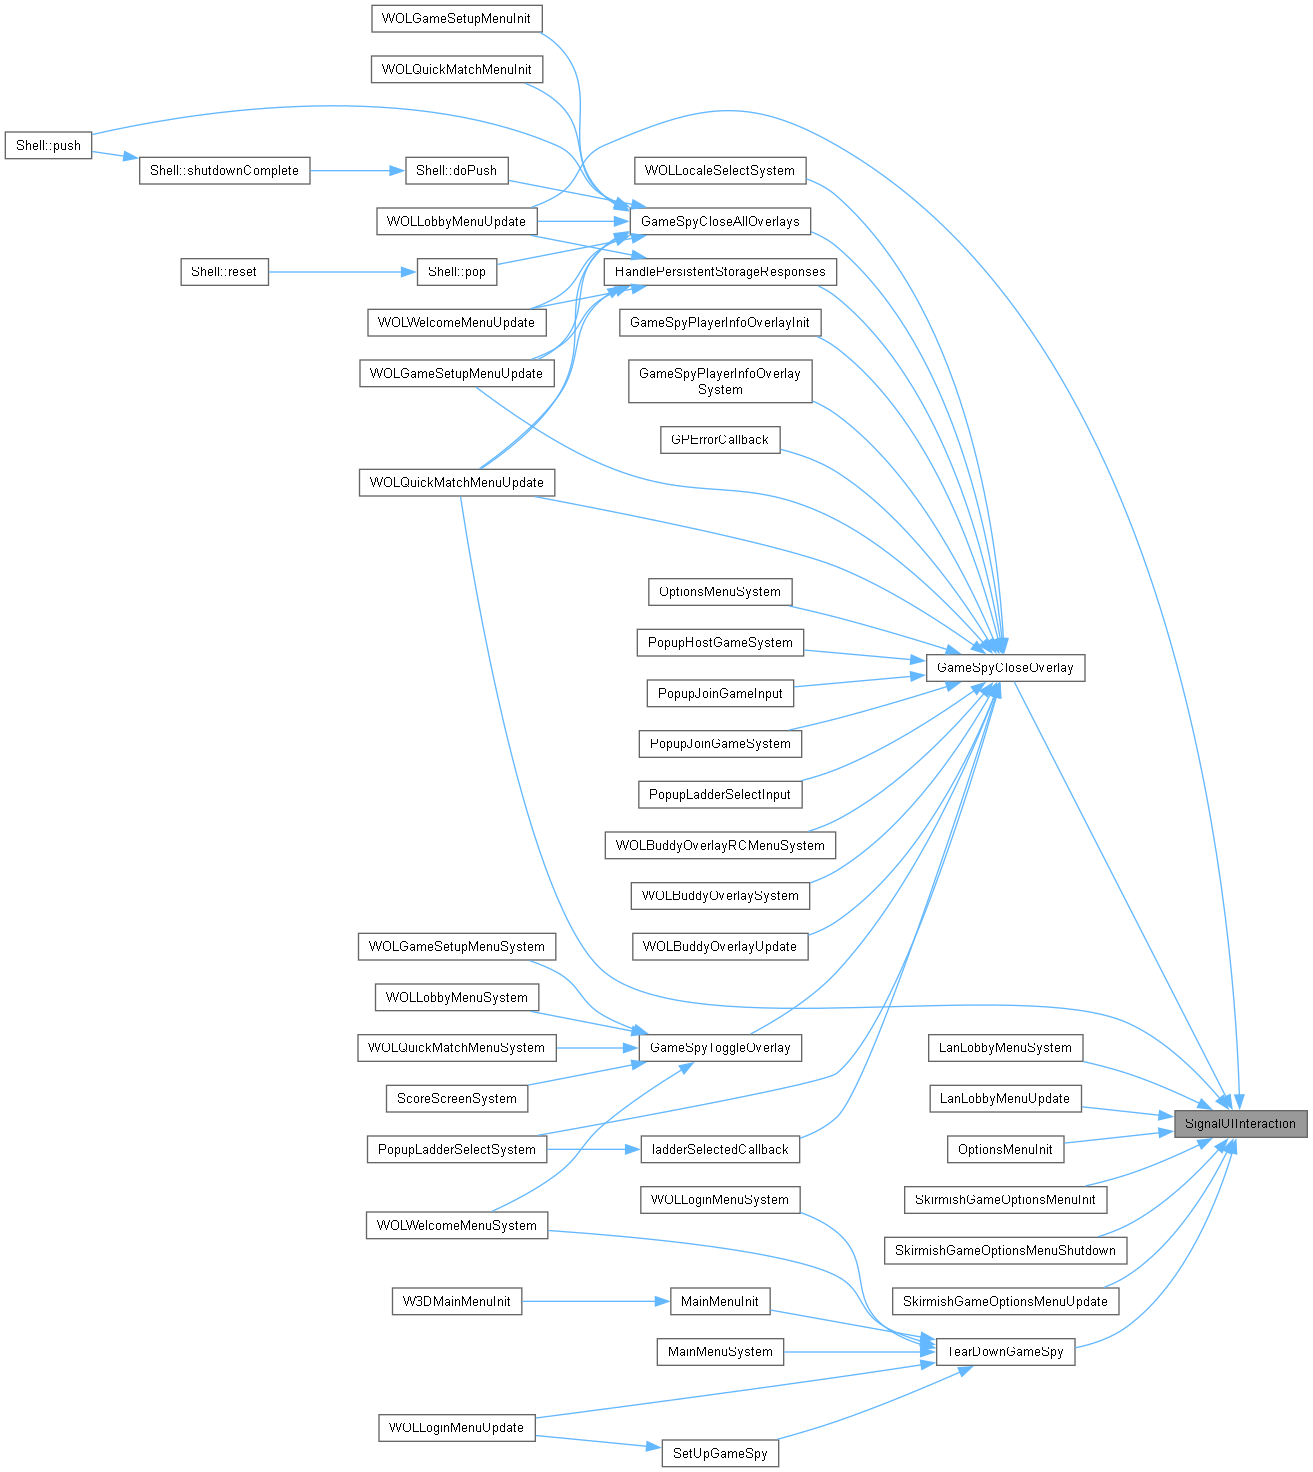 WOLGameSetupMenuInit
WOLQuickMatchMenuInit
Shell::push
Shell::shutdownComplete
Shell::doPush
WOLLocaleSelectSystem
WOLLobbyMenuUpdate
GameSpyCloseAllOverlays
Shell::reset
Shell::pop
HandlePersistentStorageResponses
WOLWelcomeMenuUpdate
GameSpyPlayerInfoOverlayInit
WOLGameSetupMenuUpdate
GameSpyPlayerInfoOverlay
System
GPErrorCallback
WOLQuickMatchMenuUpdate
OptionsMenuSystem
PopupHostGameSystem
GameSpyCloseOverlay
PopupJoinGameInput
PopupJoinGameSystem
PopupLadderSelectInput
WOLBuddyOverlayRCMenuSystem
WOLBuddyOverlaySystem
WOLGameSetupMenuSystem
WOLBuddyOverlayUpdate
WOLLobbyMenuSystem
WOLQuickMatchMenuSystem
GameSpyToggleOverlay
LanLobbyMenuSystem
ScoreScreenSystem
LanLobbyMenuUpdate
SignalUIInteraction
PopupLadderSelectSystem
ladderSelectedCallback
OptionsMenuInit
WOLLoginMenuSystem
SkirmishGameOptionsMenuInit
WOLWelcomeMenuSystem
SkirmishGameOptionsMenuShutdown
W3DMainMenuInit
MainMenuInit
SkirmishGameOptionsMenuUpdate
MainMenuSystem
TearDownGameSpy
WOLLoginMenuUpdate
SetUpGameSpy